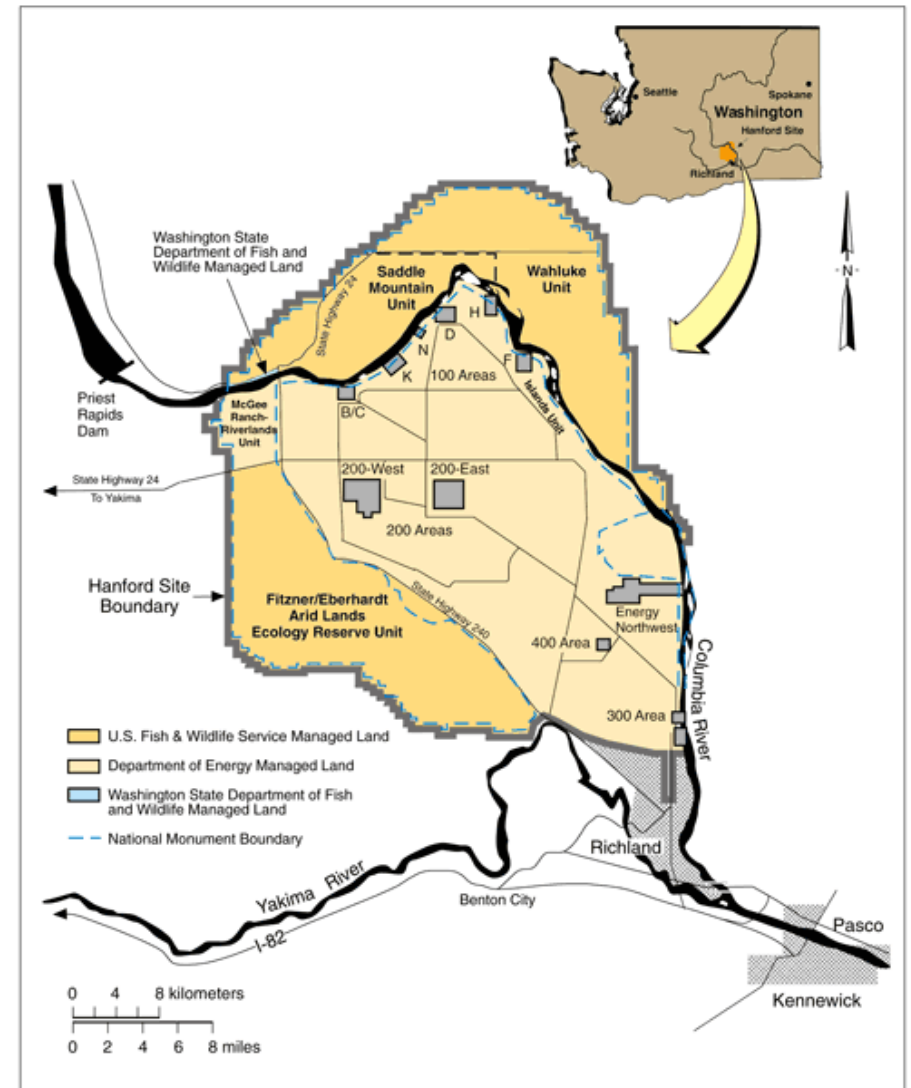 Seattle
Spokane
Washington
Hanford Site
Richland
N
Washington State
Department of Fish and
Wildlife Managed Land
State Highway 24
Saddle
Mountain
Unit
Wahluke
Unit
H
D
N
F
K
100 Areas
B/C
Islands Unit
Priest
Rapids
Dam
McGee
Ranch-
Riverlands
Unit
State Highway 24
To Yakima
200-West
200-East
200 Areas
Hanford Site
Boundary
Fitzner/Eberhardt
Arid Lands
Ecology Reserve Unit
State Highway 240
Energy
Northwest
400 Area
300 Area
Columbia River
U.S. Fish & Wildlife Service Managed Land
Department of Energy Managed Land
Washington State Department of Fish
and Wildlife Managed Land
National Monument Boundary
Richland
Yakima River
I-82
Benton City
Pasco
Kennewick
0 4 8 kilometers
0 2 4 6 8 miles